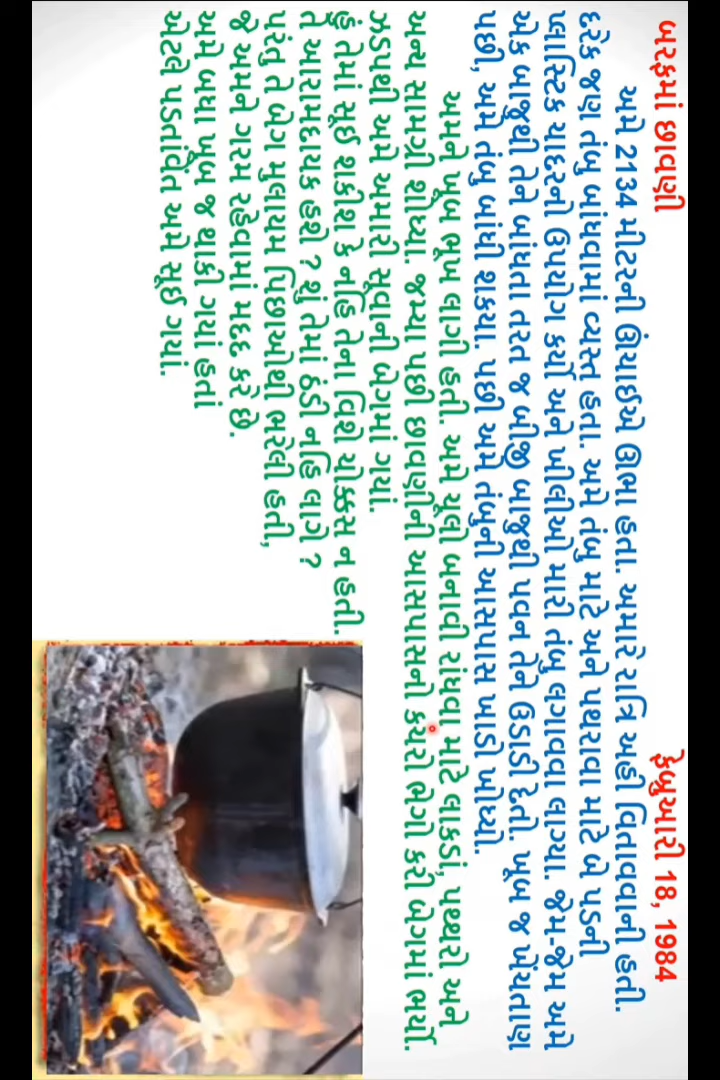 બરફમાં છાવણી
ફેબ્રુઆરી 18, 1984
અમે 2134 મીટરની ઊંચાઈએ ઊભા હતા. અમારે રાત્રિ અહીં વિતાવવાની હતી.
દરેક જણ તંબુ બાંધવામાં વ્યસ્ત હતા. અમે તંબુ માટે અને પથરાવા માટે બે પડની
પ્લાસ્ટિક ચાદરનો ઉપયોગ કર્યો અને ખીલીઓ મારી તંબુ લગાવવા લાગ્યા. જેમ-જેમ અમે
એક બાજુથી તેને બાંધતા તરત જ બીજી બાજુથી પવન તેને ઉડાડી દેતો. ખૂબ જ ખેંચતાણ
પછી, અમે તંબુ બાંધી શક્યા. પછી અમે તંબુની આસપાસ ખાડો ખોદ્યો.
અમને ખૂબ ભુખ લાગી હતી. અમે ચુલો બનાવી રાંધવા માટે લાકડાં, પથ્થરો અને
અન્ય સામગ્રી શોધ્યા. જમ્યા પછી છાવણીની આસપાસનો કચરો ભેગો કરી બેગમાં ભર્યો.
ઝડપથી અમે અમારી સુવાની બેગમાં ગયાં.
હું તેમાં સૂઈ શકીશ કે નહિ તેના વિશે ચોક્કસ ન હતી.
તે આરામદાયક હશે ? શું તેમાં ઠંડી નહિ લાગે ?
પરંતુ તે બેગ મુલાયમ પિછાઓથી ભરેલી હતી,
જે અમને ગરમ રહેવામાં મદદ કરે છે.
અમે બધા ખૂબ જ થાકી ગયાં હતાં
એટલે પડતાંવેંત અમે સૂઈ ગયાં.